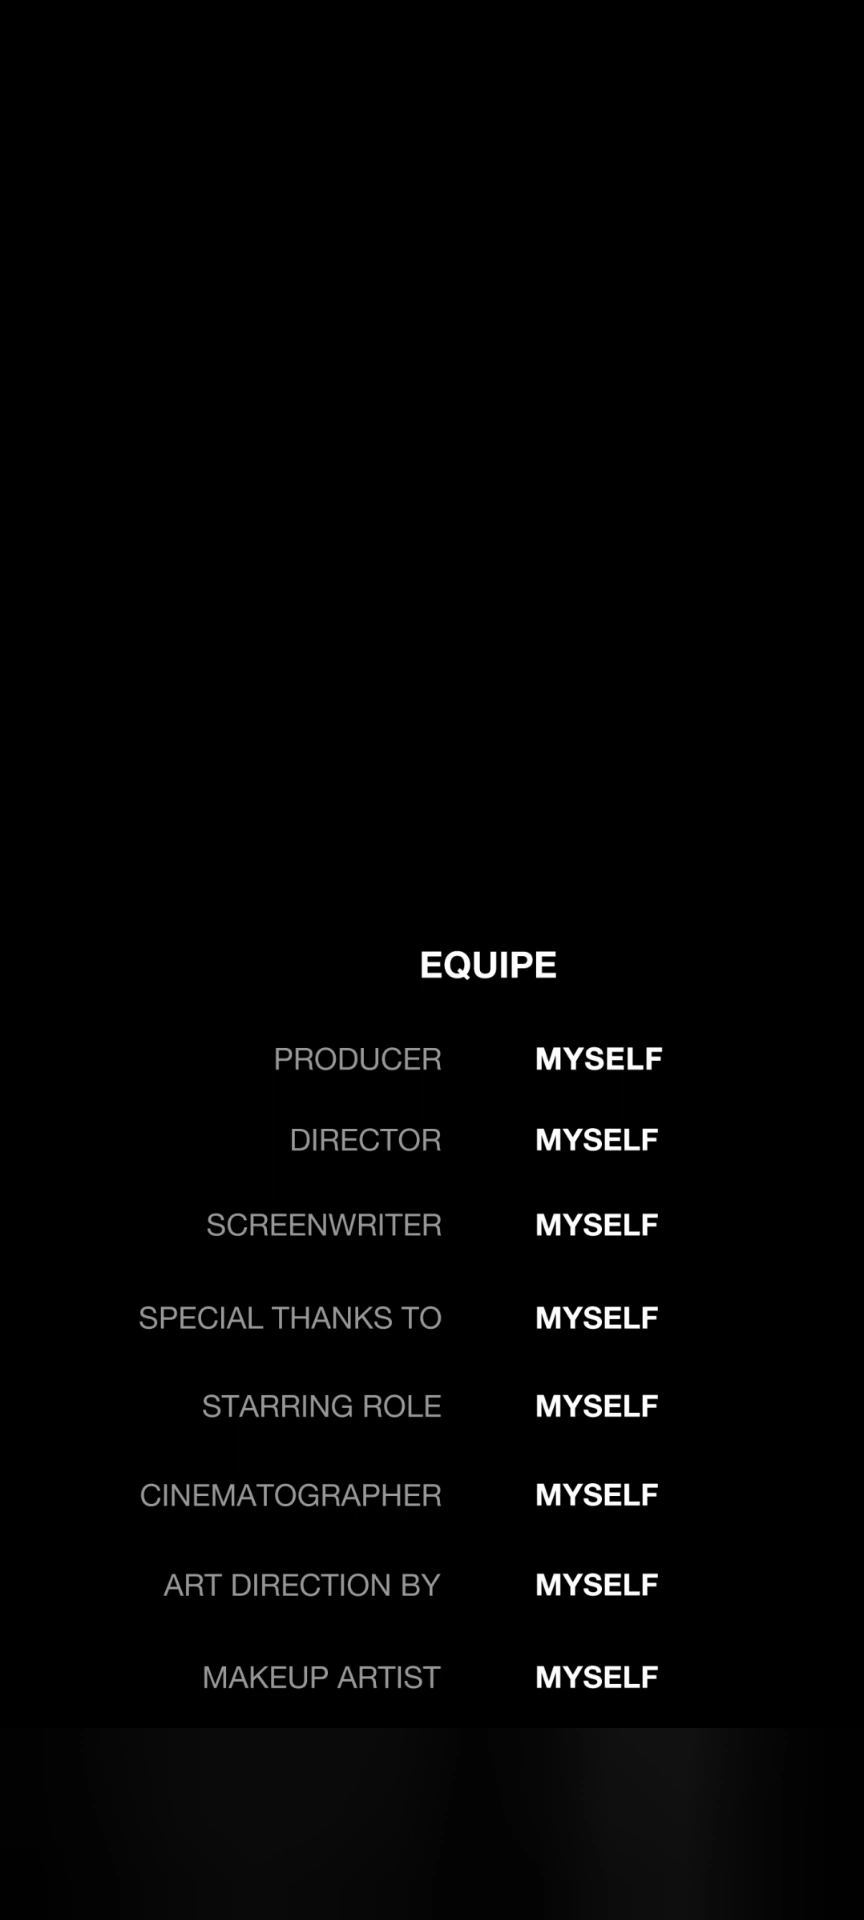 EQUIPE
PRODUCER MYSELF
DIRECTOR MYSELF
SCREENWRITER MYSELF
SPECIAL THANKS TO MYSELF
STARRING ROLE MYSELF
CINEMATOGRAPHER MYSELF
ART DIRECTION BY MYSELF
MAKEUP ARTIST MYSELF